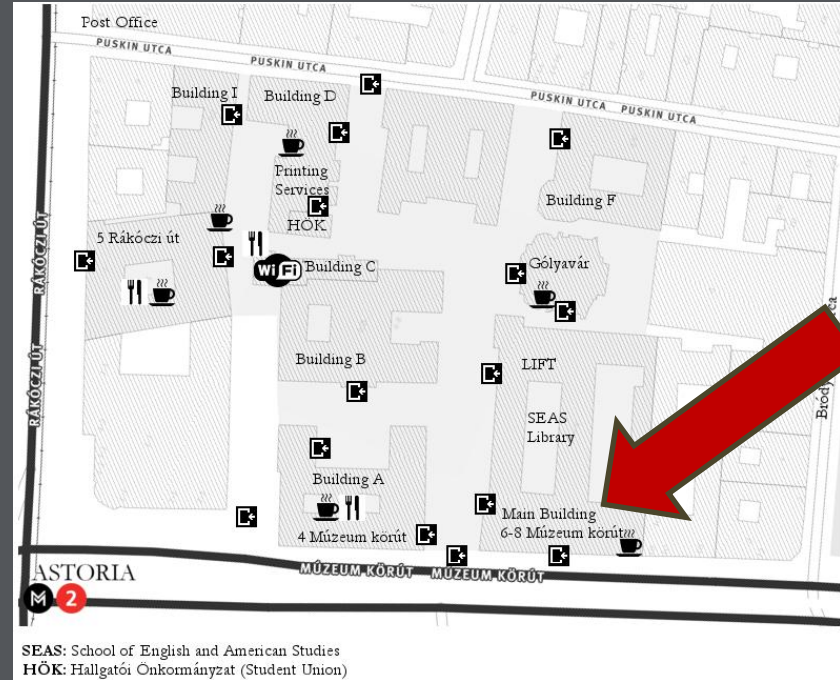 Post Office
PUSKIN UTCA
PUSKIN UTCA
PUSKIN UTCA PUSKIN UTCA
Building I
Building D
Printing
Services
HÖK
Building F
5 Rákóczi út
RÁKÓCZI ÚT
WiFi
Building C
Gólyavár
Building B
LIFT
RÁKÓCZI ÚT
SEAS
Library
Bródy
Building A
4 Múzeum körút
Main Building
6-8 Múzeum körút
ASTORIA
M 2
MÚZEUM KÖRÚT MÚZEUM KÖRÚT
SEAS: School of English and American Studies
HÖK: Hallgatói Önkormányzat (Student Union)